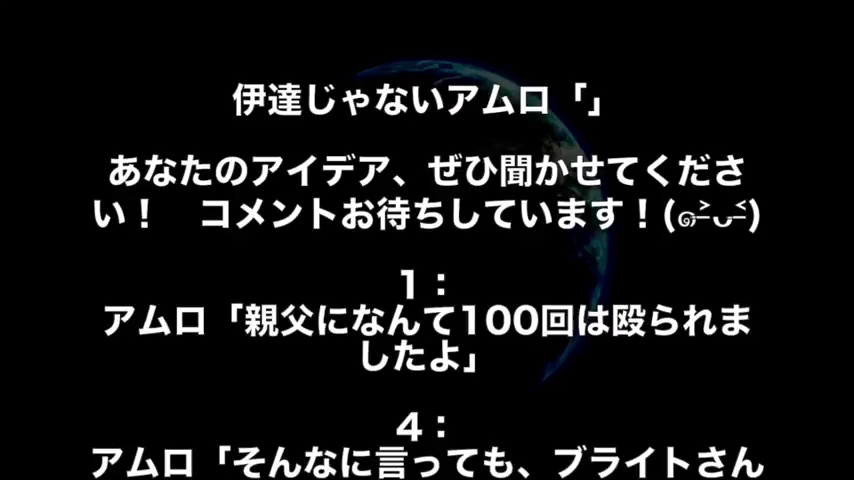 伊達じゃないアムロ「」
あなたのアイデア、ぜひ聞かせてくださ
い！　コメントお待ちしています！(๑˃̵ᴗ˂̵)
1：
アムロ「親父になんて100回は殴られま
したよ」
4：
アムロ「そんなに言っても、ブライトさん